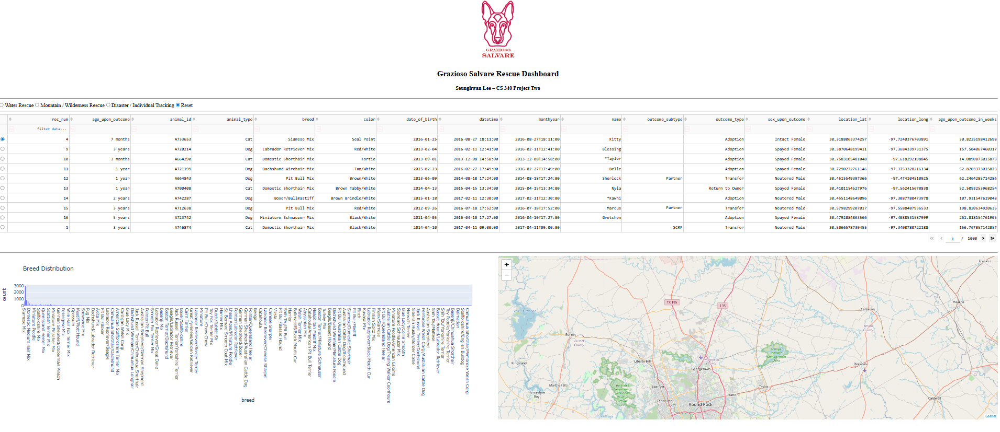 GRAZIOSO
SALVARE
Grazioso Salvare Rescue Dashboard
Seunghwan Lee – CS 340 Project Two
Water Rescue Mountain / Wilderness Rescue Disaster / Individual Tracking Reset
rec_num age_upon_outcome animal_id animal_type breed color date_of_birth datetime monthyear name outcome_subtype outcome_type sex_upon_outcome location_lat location_long age_upon_outcome_in_weeks
filter data...
4 7 months A733653 Cat Siamese Mix Seal Point 2016-01-25 2016-08-27 18:11:00 2016-08-27T18:11:00 Kitty Adoption Intact Female 30.3188063374257 -97.7240376703891 30.8225198412698
9 3 years A720214 Dog Labrador Retriever Mix Red/White 2013-02-04 2016-02-11 12:41:00 2016-02-11T12:41:00 Blessing Adoption Spayed Female 30.3870648199411 -97.3684339731375 157.504067460317
10 3 months A664290 Cat Domestic Shorthair Mix Tortie 2013-09-01 2013-12-08 14:58:00 2013-12-08T14:58:00 *Taylor Adoption Spayed Female 30.7583105481048 -97.618292198845 14.0890873015873
11 1 year A721199 Dog Dachshund Wirehair Mix Tan/White 2015-02-23 2016-02-27 17:49:00 2016-02-27T17:49:00 Belle Adoption Spayed Female 30.7290272761146 -97.3753328216134 52.8203373015873
12 1 year A664843 Dog Pit Bull Mix Brown/White 2013-06-09 2014-08-18 17:24:00 2014-08-18T17:24:00 Sherlock Partner Transfer Neutered Male 30.4515549397366 -97.474104510925 62.2464285714286
13 1 year A700408 Cat Domestic Shorthair Mix Brown Tabby/White 2014-04-13 2015-04-15 13:34:00 2015-04-15T13:34:00 Nyla Return to Owner Spayed Female 30.4101154527976 -97.562415670838 52.5093253968254
14 2 years A742287 Dog Boxer/Bullmastiff Brown Brindle/White 2015-01-18 2017-02-11 12:30:00 2017-02-11T12:30:00 *Kawhi Adoption Neutered Male 30.4551148649096 -97.3087780473978 107.931547619048
15 3 years A712638 Dog Pit Bull Mix Red/White 2012-09-26 2016-07-18 17:52:00 2016-07-18T17:52:00 Marcus Partner Transfer Neutered Male 30.5798299207017 -97.5588487936533 198.820634920635
16 5 years A723742 Dog Miniature Schnauzer Mix Black/White 2011-04-05 2016-04-10 17:27:00 2016-04-10T17:27:00 Gretchen Adoption Spayed Female 30.4792884863566 -97.4088531587999 261.818154761905
1 3 years A746874 Cat Domestic Shorthair Mix Black/White 2014-04-10 2017-04-11 09:00:00 2017-04-11T09:00:00 SCRP Transfer Neutered Male 30.5066578739455 -97.3408780722188 156.767857142857
1 / 1000
Breed Distribution
3000
2000
1000
0
Siamese Mix
Domestic Medium Hair Mix
Miniature Poodle
Staffordshire Mix
Queensland Heeler Mix
Scottish Terrier Mix
Miniature Pinscher Mix
German Shepherd/Doberman Pinsch
Pekingese Mix
Wire Hair Fox Terrier Mix
Opossum Mix
Mastiff/Plott Hound
Snowshoe Mix
Pug Mix
Dachshund/Labrador Retriever
Akita Mix
Pit Bull/Boxer
Labrador Retriever/Beagle
Chihuahua Shorthair/Dachshund
American Staffordshire Terrier Mix
Cardigan Welsh Corgi
Blue Lacy Mix
Dachshund Wirehair/Chihuahua Longhair
Jack Russell Terrier/Chihuahua Shorthair
Australian Shepherd/German Shepherd
Pointer/Pit Bull
Smooth Fox Terrier Mix
Labrador Retriever/Great Dane
Basenji Mix
Boston Terrier/Dachshund
Beagle/Labrador Retriever
Jack Russell Terrier/Yorkshire Terrier
Boxer/Staffordshire
Cairn Terrier
Great Pyrenees/Golden Retriever
Labrador Retriever/Border Terrier
Miniature
Pit Bull/Chow Chow
Toy Fox Terrier Mix
Dutch/Rabbit Sh
Harrier Mix
St. Bernard Smooth Coat Mix
Lhasa Apso/Miniature Poodle
Pointer/Labrador Retriever
German Shepherd/Boxer
German Shepherd/Australian Cattle Dog
Pointer/Queensland Heeler
Bengal
Catahoula
Labrador Retriever/Chinese Sharpei
Chinese Sharpei
Vizsla
Pit Bull/Basset Hound
Shih Tzu/Pit Bull
Harrier
Bullmastiff/Black Mouth Cur
Welsh Terrier Mix
Abyssinian Mix
Catahoula/American Pit Bull Terrier
Neapolitan Mastiff Mix
Boston Terrier/Miniature Schnauzer
Turkey Mix
Beagle/Basset Hound
Dachshund Wirehair/Miniature Poodle
Pit Bull/Australian Cattle Dog
Australian Cattle Dog/Bloodhound
Siamese/Domestic Shorthair
Pit Bull/Mastiff
Finch
Kuvasz Mix
Labrador Retriever/Black Mouth Cur
Finnish Spitz Mix
Manx/Siamese
Pit Bull/Queensland Heeler
Australian Cattle Dog/Treeing Walker Coonhound
Miniature Poodle/American Eskimo
Standard Schnauzer Mix
Blue Lacy/Collie Smooth
Norwich Terrier
Siberian Husky/Border Collie
Jack Russell Terrier/Dachshund
Pembroke Welsh Corgi/Australian Cattle Dog
Australian Shepherd
Shih Tzu/Maltese
Basset Hound/Labrador Retriever
Shih Tzu/Yorkshire Terrier
Toy Poodle/Yorkshire Terrier
Basenji/Chihuahua Shorthair
Dalmatian
Staffordshire/English Bulldog
Chihuahua Shorthair/Pembroke Welsh Corgi
breed
+
−
Franklin
TX 195
I 35
Hearne
Lake Buchanan
Cameron
Milam
County
Burnet
Burnet
County
Granger
Wildlife
Management
Area
Kingsland
Liberty Hill
Williamson
County
Rockdale
Georgetown
Marble Falls
Leander
Taylor
Balcones
Canyonlands
National
Wildlife
Refuge
Horseshoe
Bay
Hutto
Cedar Park
Caldwell
Round Rock
Lake Travis
Leaflet